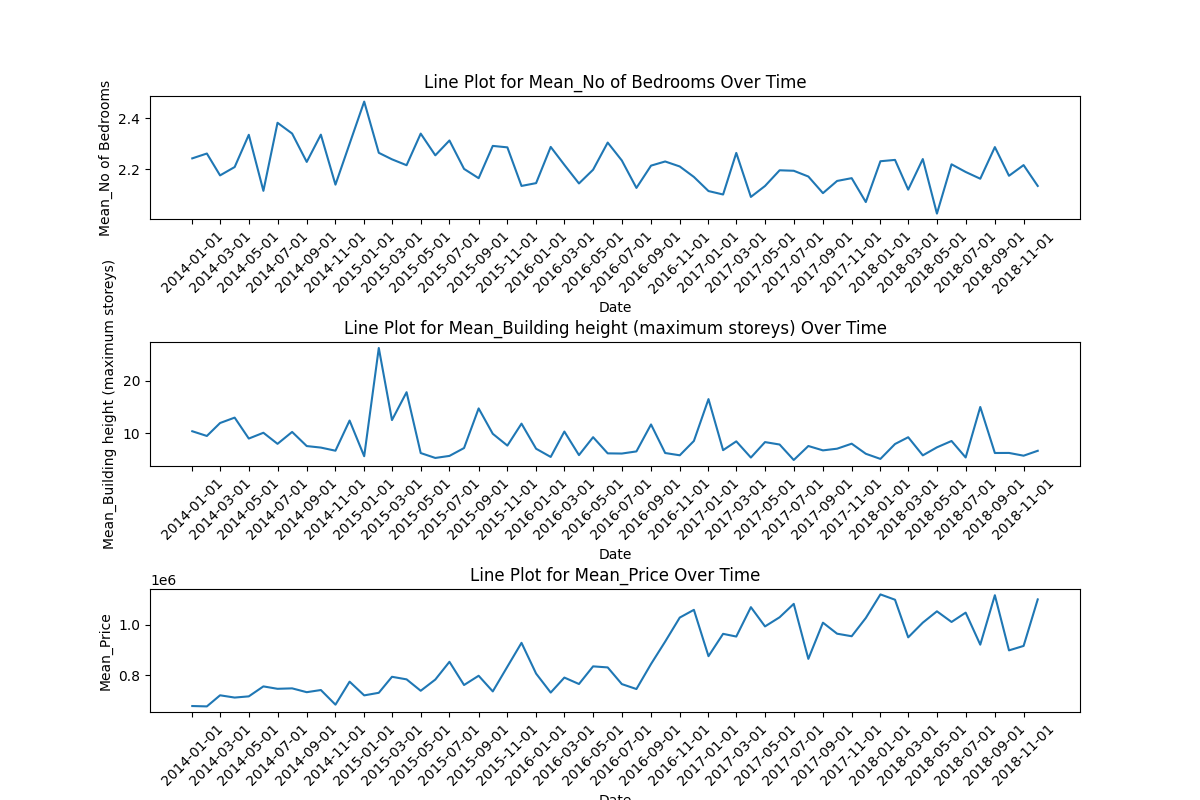 Line Plot for Mean_No of Bedrooms Over Time
Mean_No of Bedrooms
2.4
2.2
2014-01-01 2014-03-01 2014-05-01 2014-07-01 2014-09-01 2014-11-01 2015-01-01 2015-03-01 2015-05-01 2015-07-01 2015-09-01 2015-11-01 2016-01-01 2016-03-01 2016-05-01 2016-07-01 2016-09-01 2016-11-01 2017-01-01 2017-03-01 2017-05-01 2017-07-01 2017-09-01 2017-11-01 2018-01-01 2018-03-01 2018-05-01 2018-07-01 2018-09-01 2018-11-01
Date
Line Plot for Mean_Building height (maximum storeys) Over Time
Mean_Building height (maximum storeys)
20
10
2014-01-01 2014-03-01 2014-05-01 2014-07-01 2014-09-01 2014-11-01 2015-01-01 2015-03-01 2015-05-01 2015-07-01 2015-09-01 2015-11-01 2016-01-01 2016-03-01 2016-05-01 2016-07-01 2016-09-01 2016-11-01 2017-01-01 2017-03-01 2017-05-01 2017-07-01 2017-09-01 2017-11-01 2018-01-01 2018-03-01 2018-05-01 2018-07-01 2018-09-01 2018-11-01
Date
Line Plot for Mean_Price Over Time
1e6
Mean_Price
1.0
0.8
2014-01-01 2014-03-01 2014-05-01 2014-07-01 2014-09-01 2014-11-01 2015-01-01 2015-03-01 2015-05-01 2015-07-01 2015-09-01 2015-11-01 2016-01-01 2016-03-01 2016-05-01 2016-07-01 2016-09-01 2016-11-01 2017-01-01 2017-03-01 2017-05-01 2017-07-01 2017-09-01 2017-11-01 2018-01-01 2018-03-01 2018-05-01 2018-07-01 2018-09-01 2018-11-01
Date